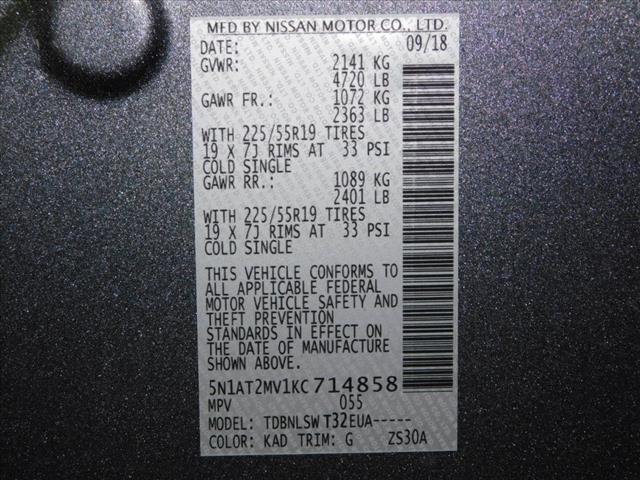 MFD BY NISSAN MOTOR CO., LTD.
DATE: 09/18
GVWR: 2141 KG
4720 LB
GAWR FR.: 1072 KG
2363 LB
WITH 225/55R19 TIRES
19 X 7J RIMS AT 33 PSI
COLD SINGLE
GAWR RR.: 1089 KG
2401 LB
WITH 225/55R19 TIRES
19 X 7J RIMS AT 33 PSI
COLD SINGLE
THIS VEHICLE CONFORMS TO
ALL APPLICABLE FEDERAL
MOTOR VEHICLE SAFETY AND
THEFT PREVENTION
STANDARDS IN EFFECT ON
THE DATE OF MANUFACTURE
SHOWN ABOVE.
5N1AT2MV1KC714858
MPV 055
MODEL: TDBNLSW T32EUA-----
COLOR: KAD TRIM: G ZS30A